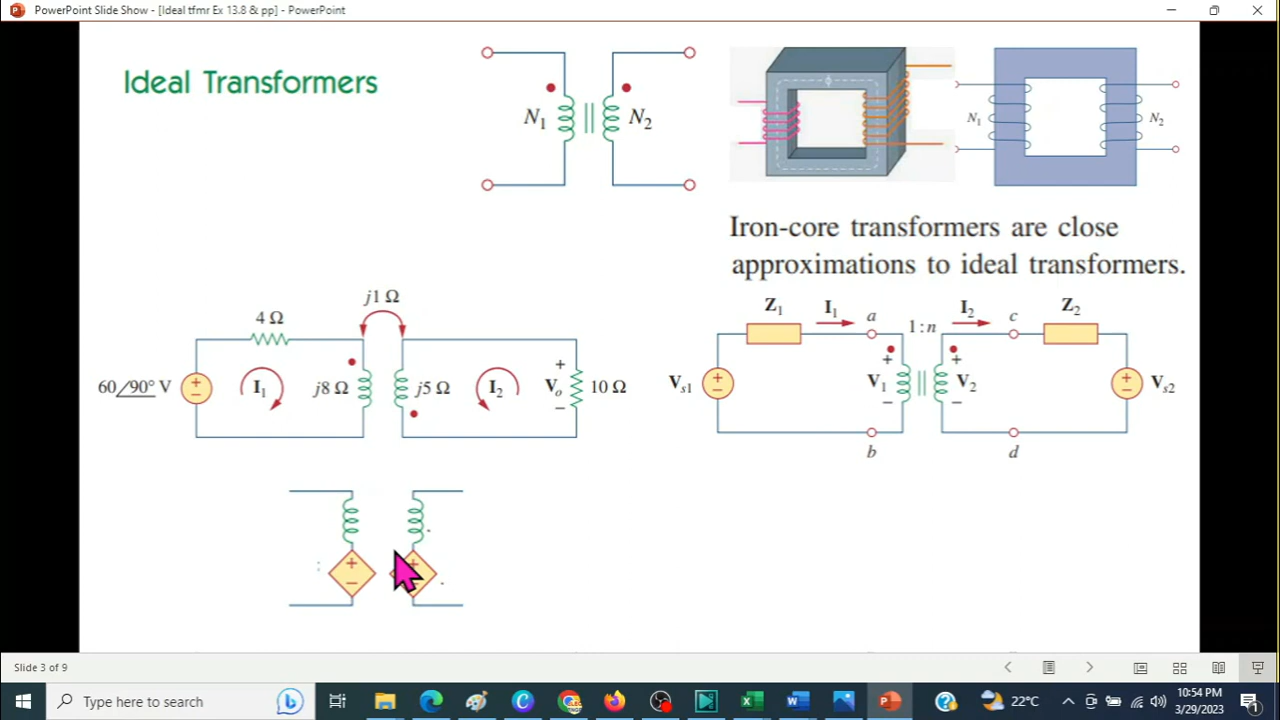 PowerPoint Slide Show - [Ideal tfmr Ex 13.8 & pp] - PowerPoint
Ideal Transformers
N1
N2
ϕ
N1
N2
Iron-core transformers are close
approximations to ideal transformers.
j1 Ω
4 Ω
60/90° V
+
−
I1
j8 Ω
j5 Ω
I2
+
Vo
−
10 Ω
Z1
I1
a
1 : n
I2
c
Z2
Vs1
+
−
+
V1
−
+
V2
−
+
−
Vs2
b
d
+
−
+
Slide 3 of 9
Type here to search
22°C
10:54 PM
3/29/2023
1